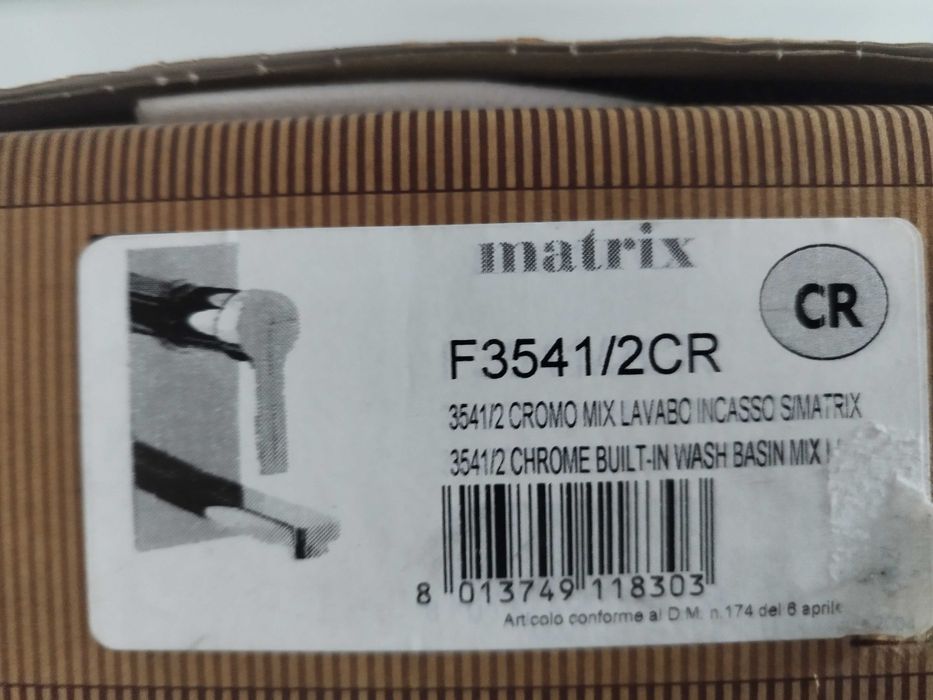 matrix
CR
F3541/2CR
3541/2 CROMO MIX LAVABO INCASSO S/MATRIX
3541/2 CHROME BUILT-IN WASH BASIN MIX
8 013749 118303
Articolo conforme al D.M. n.174 del 6 aprile
2004